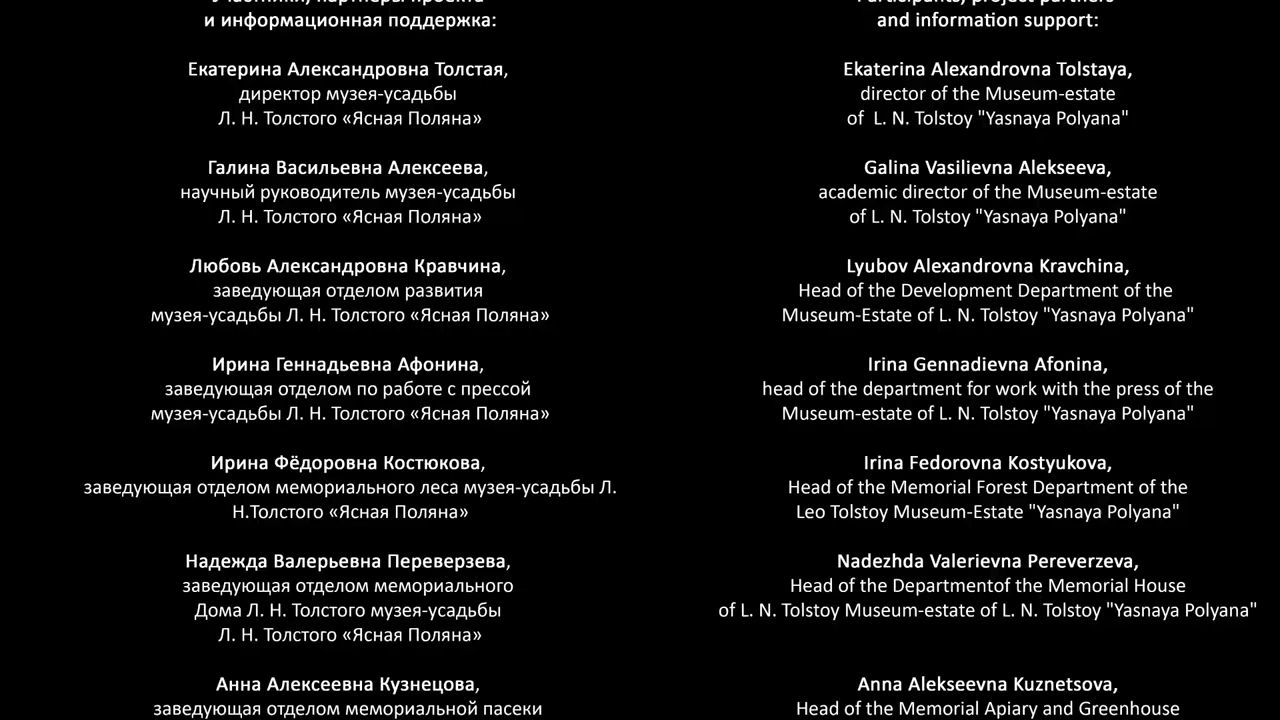 Участники, партнёры проекта
и информационная поддержка:
Екатерина Александровна Толстая,
директор музея-усадьбы
Л. Н. Толстого «Ясная Поляна»
Галина Васильевна Алексеева,
научный руководитель музея-усадьбы
Л. Н. Толстого «Ясная Поляна»
Любовь Александровна Кравчина,
заведующая отделом развития
музея-усадьбы Л. Н. Толстого «Ясная Поляна»
Ирина Геннадьевна Афонина,
заведующая отделом по работе с прессой
музея-усадьбы Л. Н. Толстого «Ясная Поляна»
Ирина Фёдоровна Костюкова,
заведующая отделом мемориального леса музея-усадьбы Л.
Н.Толстого «Ясная Поляна»
Надежда Валерьевна Переверзева,
заведующая отделом мемориального
Дома Л. Н. Толстого музея-усадьбы
Л. Н. Толстого «Ясная Поляна»
Анна Алексеевна Кузнецова,
заведующая отделом мемориальной пасеки
Participants, project partners
and information support:
Ekaterina Alexandrovna Tolstaya,
director of the Museum-estate
of L. N. Tolstoy "Yasnaya Polyana"
Galina Vasilievna Alekseeva,
academic director of the Museum-estate
of L. N. Tolstoy "Yasnaya Polyana"
Lyubov Alexandrovna Kravchina,
Head of the Development Department of the
Museum-Estate of L. N. Tolstoy "Yasnaya Polyana"
Irina Gennadievna Afonina,
head of the department for work with the press of the
Museum-estate of L. N. Tolstoy "Yasnaya Polyana"
Irina Fedorovna Kostyukova,
Head of the Memorial Forest Department of the
Leo Tolstoy Museum-Estate "Yasnaya Polyana"
Nadezhda Valerievna Pereverzeva,
Head of the Departmentof the Memorial House
of L. N. Tolstoy Museum-estate of L. N. Tolstoy "Yasnaya Polyana"
Anna Alekseevna Kuznetsova,
Head of the Memorial Apiary and Greenhouse